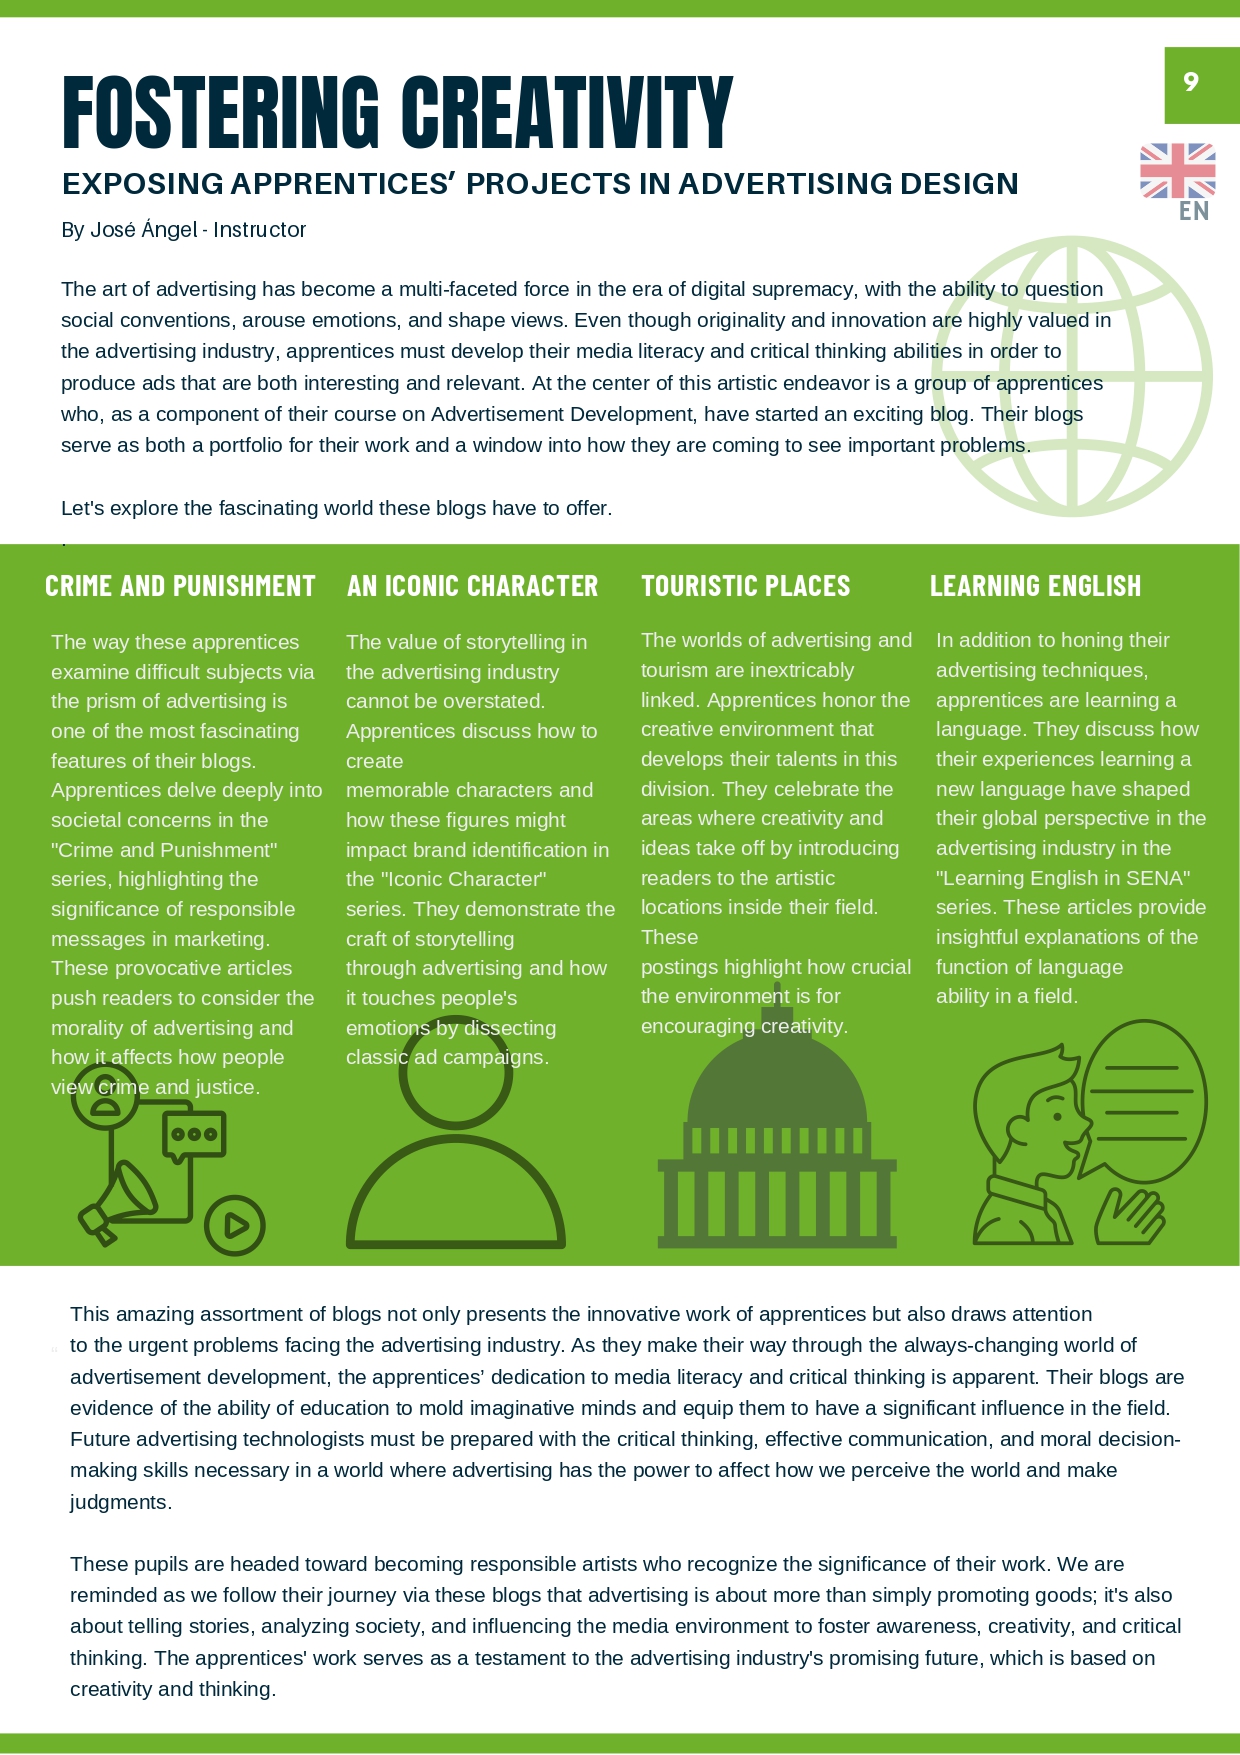 9
FOSTERING CREATIVITY
EXPOSING APPRENTICES’ PROJECTS IN ADVERTISING DESIGN
EN
By José Ángel - Instructor
The art of advertising has become a multi-faceted force in the era of digital supremacy, with the ability to question
social conventions, arouse emotions, and shape views. Even though originality and innovation are highly valued in
the advertising industry, apprentices must develop their media literacy and critical thinking abilities in order to
produce ads that are both interesting and relevant. At the center of this artistic endeavor is a group of apprentices
who, as a component of their course on Advertisement Development, have started an exciting blog. Their blogs
serve as both a portfolio for their work and a window into how they are coming to see important problems.
Let's explore the fascinating world these blogs have to offer.
.
CRIME AND PUNISHMENT
The way these apprentices
examine difficult subjects via
the prism of advertising is
one of the most fascinating
features of their blogs.
Apprentices delve deeply into
societal concerns in the
"Crime and Punishment"
series, highlighting the
significance of responsible
messages in marketing.
These provocative articles
push readers to consider the
morality of advertising and
how it affects how people
view crime and justice.
AN ICONIC CHARACTER
The value of storytelling in
the advertising industry
cannot be overstated.
Apprentices discuss how to
create
memorable characters and
how these figures might
impact brand identification in
the "Iconic Character"
series. They demonstrate the
craft of storytelling
through advertising and how
it touches people's
emotions by dissecting
classic ad campaigns.
TOURISTIC PLACES
The worlds of advertising and
tourism are inextricably
linked. Apprentices honor the
creative environment that
develops their talents in this
division. They celebrate the
areas where creativity and
ideas take off by introducing
readers to the artistic
locations inside their field.
These
postings highlight how crucial
the environment is for
encouraging creativity.
LEARNING ENGLISH
In addition to honing their
advertising techniques,
apprentices are learning a
language. They discuss how
their experiences learning a
new language have shaped
their global perspective in the
advertising industry in the
"Learning English in SENA"
series. These articles provide
insightful explanations of the
function of language
ability in a field.
This amazing assortment of blogs not only presents the innovative work of apprentices but also draws attention
to the urgent problems facing the advertising industry. As they make their way through the always-changing world of
advertisement development, the apprentices’ dedication to media literacy and critical thinking is apparent. Their blogs are
evidence of the ability of education to mold imaginative minds and equip them to have a significant influence in the field.
Future advertising technologists must be prepared with the critical thinking, effective communication, and moral decision-
making skills necessary in a world where advertising has the power to affect how we perceive the world and make
judgments.
These pupils are headed toward becoming responsible artists who recognize the significance of their work. We are
reminded as we follow their journey via these blogs that advertising is about more than simply promoting goods; it's also
about telling stories, analyzing society, and influencing the media environment to foster awareness, creativity, and critical
thinking. The apprentices' work serves as a testament to the advertising industry's promising future, which is based on
creativity and thinking.